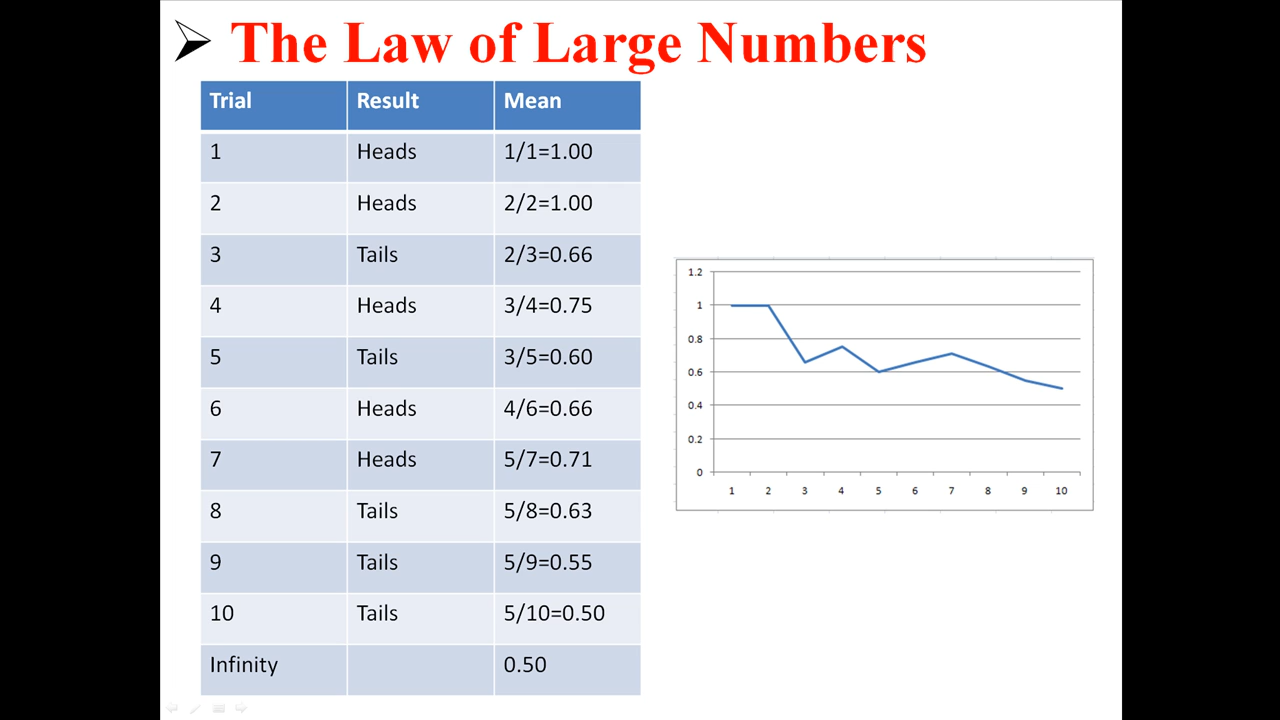 The Law of Large Numbers
Trial Result Mean
1 Heads 1/1=1.00
2 Heads 2/2=1.00
3 Tails 2/3=0.66
4 Heads 3/4=0.75
5 Tails 3/5=0.60
6 Heads 4/6=0.66
7 Heads 5/7=0.71
8 Tails 5/8=0.63
9 Tails 5/9=0.55
10 Tails 5/10=0.50
Infinity 0.50
1.2
1
0.8
0.6
0.4
0.2
0
1 2 3 4 5 6 7 8 9 10